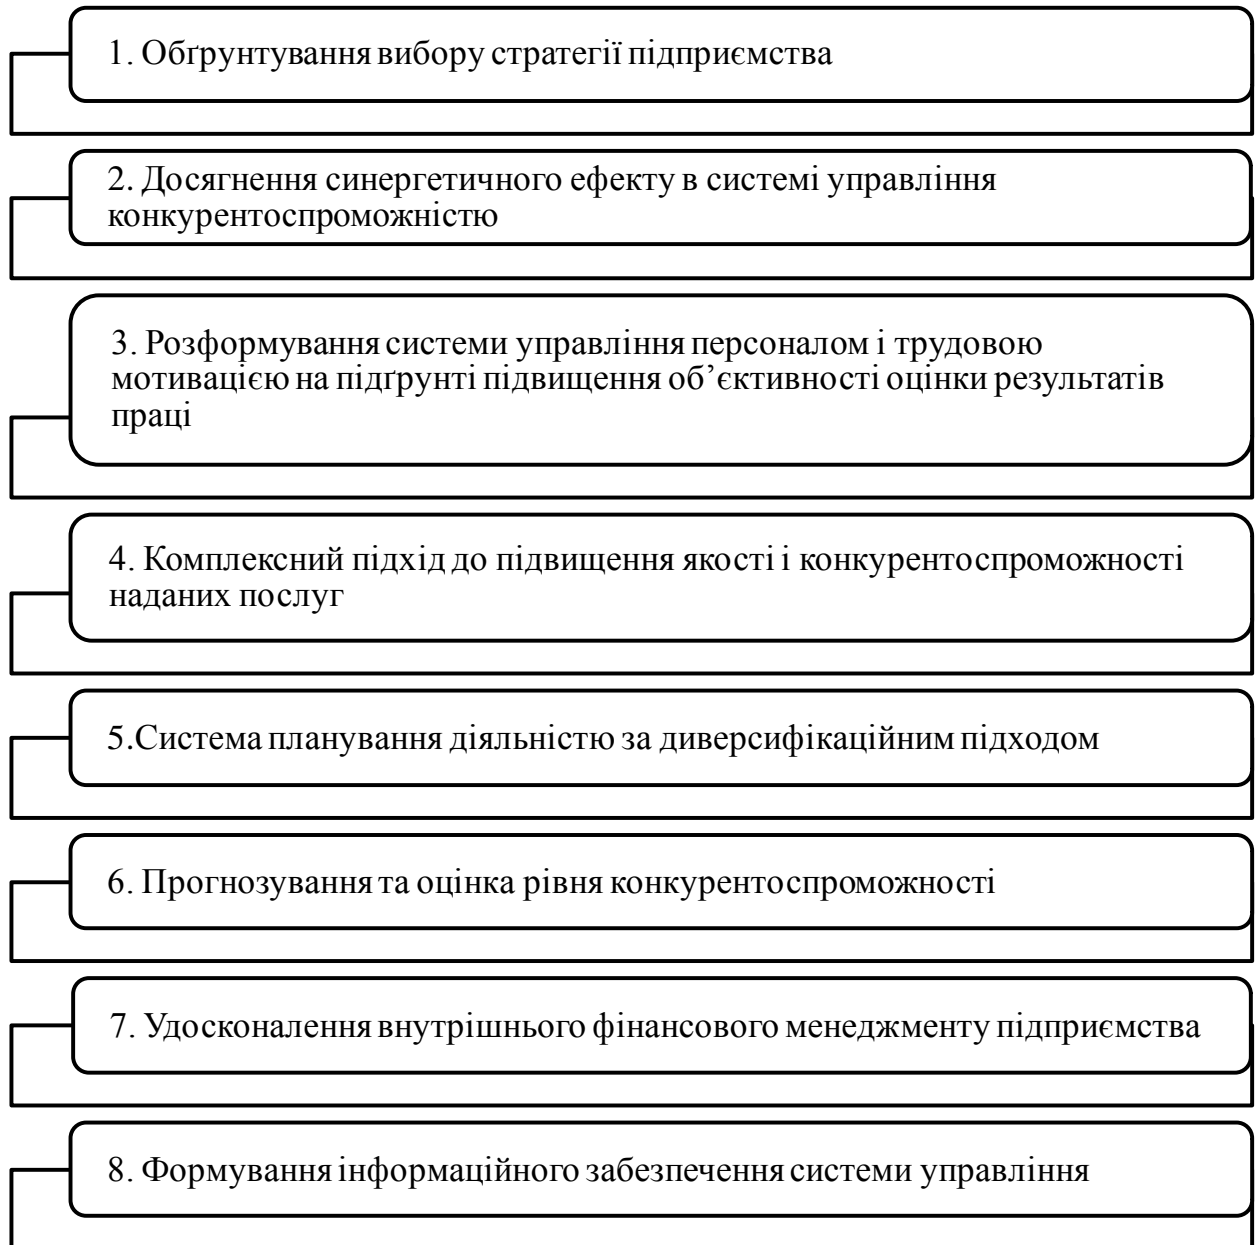 1. Обґрунтування вибору стратегії підприємства
2. Досягнення синергетичного ефекту в системі управління
конкурентоспроможністю
3. Розформування системи управління персоналом і трудовою
мотивацією на підґрунті підвищення об’єктивності оцінки результатів
праці
4. Комплексний підхід до підвищення якості і конкурентоспроможності
наданих послуг
5.Система планування діяльністю за диверсифікаційним підходом
6. Прогнозування та оцінка рівня конкурентоспроможності
7. Удосконалення внутрішнього фінансового менеджменту підприємства
8. Формування інформаційного забезпечення системи управління